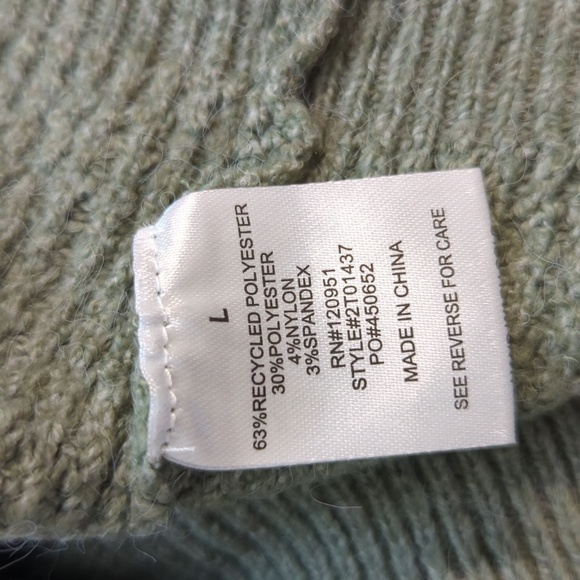 L
63%RECYCLED POLYESTER
30%POLYESTER
4%NYLON
3%SPANDEX
RN#120951
STYLE#2T01437
PO#450652
MADE IN CHINA
SEE REVERSE FOR CARE